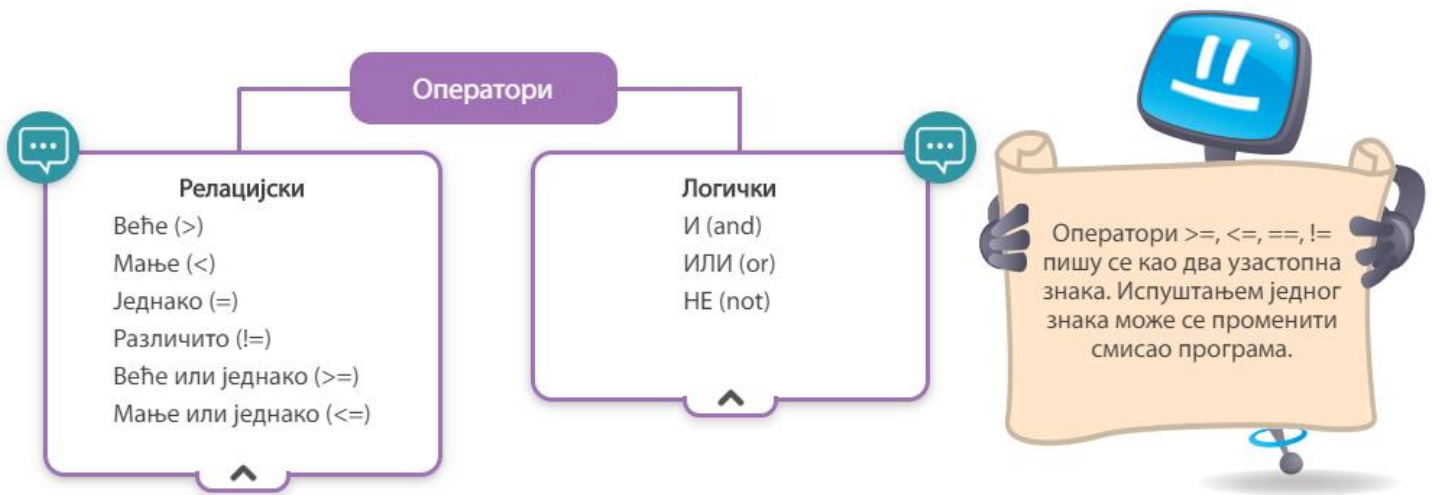 Оператори
Релацијски
Веће (>)
Мање (<)
Једнако (=)
Различито (!=)
Веће или једнако (>=)
Мање или једнако (<=)
Логички
И (and)
ИЛИ (or)
НЕ (not)
Оператори >=, <=, ==, !=
пишу се као два узастопна
знака. Испуштањем једног
знака може се променити
смисао програма.